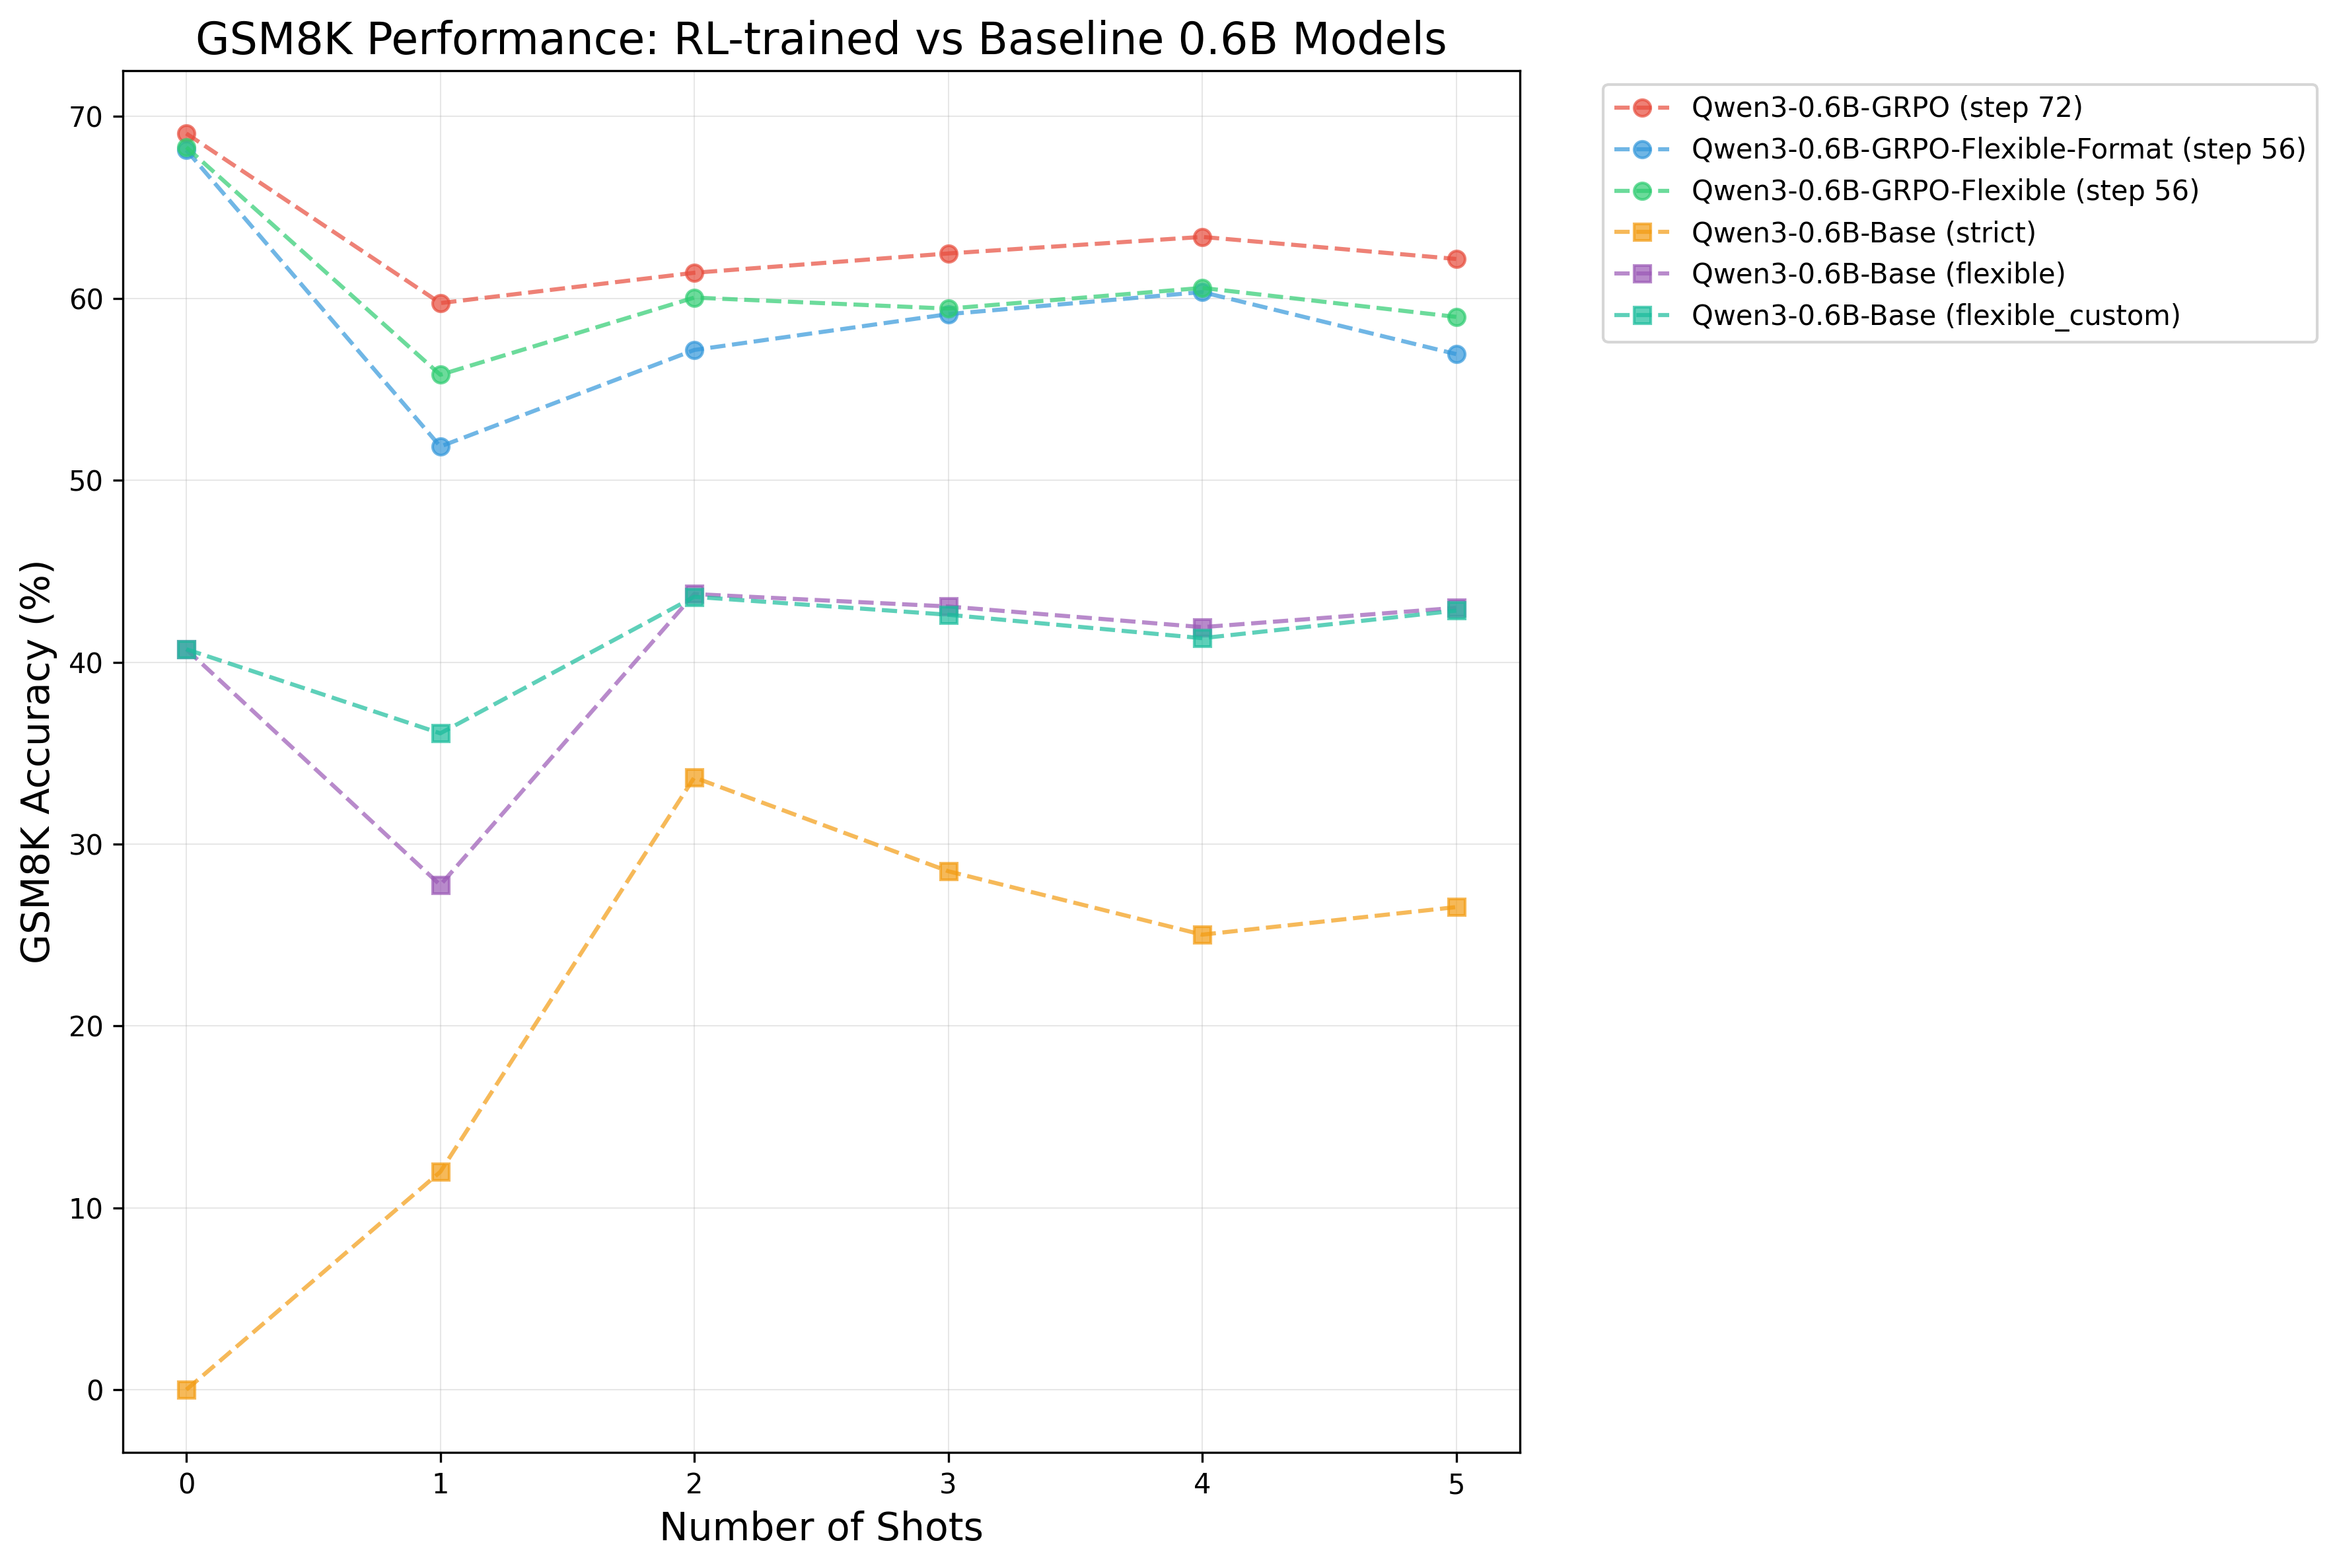 GSM8K Performance: RL-trained vs Baseline 0.6B Models
GSM8K Accuracy (%)
70
60
50
40
30
20
10
0
0 1 2 3 4 5
Number of Shots
Qwen3-0.6B-GRPO (step 72)
Qwen3-0.6B-GRPO-Flexible-Format (step 56)
Qwen3-0.6B-GRPO-Flexible (step 56)
Qwen3-0.6B-Base (strict)
Qwen3-0.6B-Base (flexible)
Qwen3-0.6B-Base (flexible_custom)